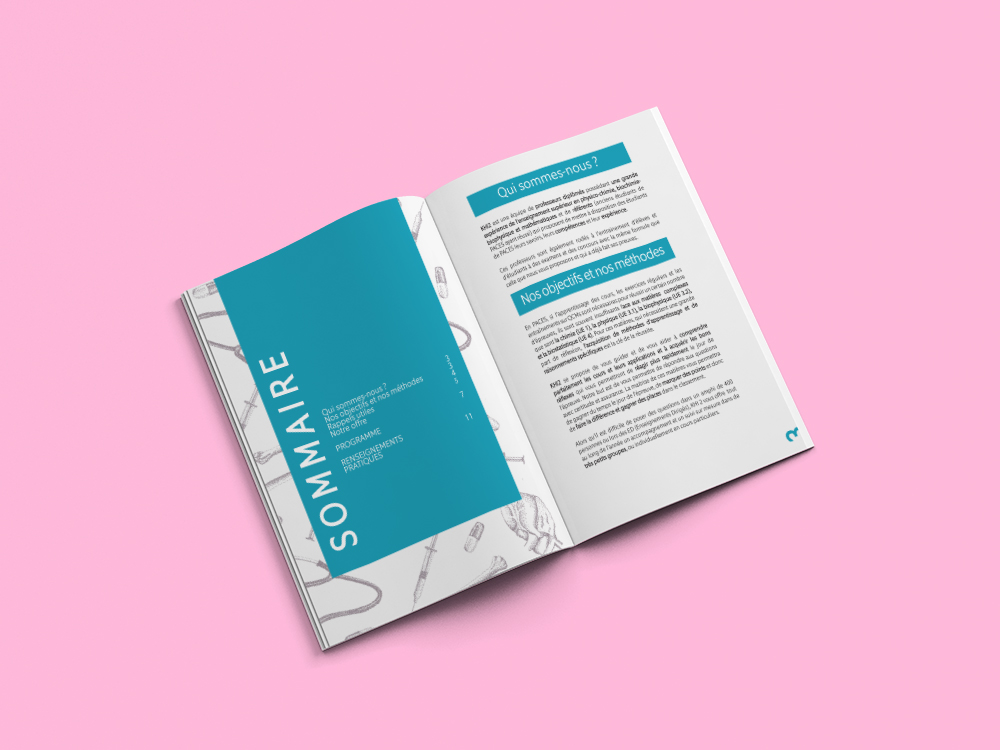 SOMMAIRE
Qui sommes-nous ?
Nos objectifs et nos méthodes
Rappels utiles
Notre offre
PROGRAMME
RENSEIGNEMENTS
PRATIQUES
3
3
4
5
7
11
Qui sommes-nous ?
KH2 est une équipe de professeurs diplômés possédant une grande
expérience de l'enseignement supérieur en physico-chimie, biochimie-
biophysique et mathématiques et de référents (anciens étudiants de
PACES ayant réussi) qui proposent de mettre à disposition des étudiants
de PACES leurs savoirs, leurs compétences et leur expérience.
Ces professeurs sont également rodés à l'entrainement d'élèves et
d'étudiants à des examens et des concours avec la même formule que
celle que nous vous proposons et qui a déjà fait ses preuves.
Nos objectifs et nos méthodes
En PACES, si l'apprentissage des cours, les exercices réguliers et les
entraînements sur QCMs sont nécessaires pour réussir un certain nombre
d'épreuves, ils sont souvent insuffisants face aux matières complexes
que sont la chimie (UE 1), la physique (UE 3.1), la biophysique (UE 3.2),
et la biostatistique (UE 4). Pour ces matières, qui nécessitent une grande
part de réflexion, l'acquisition de méthodes d'apprentissage et de
raisonnements spécifiques est la clé de la réussite.
KH2 se propose de vous guider et de vous aider à comprendre
parfaitement les cours et leurs applications et à acquérir les bons
réflexes qui vous permettront de réagir plus rapidement le jour de
l'épreuve. Notre but est de vous permettre de répondre aux questions
avec certitude et assurance. La maitrise de ces matières vous permettra
de gagner du temps le jour de l'épreuve, de marquer des points et donc
de faire la différence et gagner des places dans le classement.
Alors qu'il est difficile de poser des questions dans un amphi de 400
personnes ou lors des ED (Enseignements Dirigés), KH2 vous offre tout
au long de l'année un accompagnement et un suivi sur mesure dans de
très petits groupes, ou individuellement en cours particuliers.
3